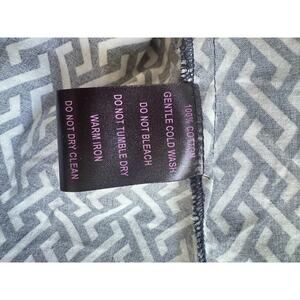 100% COTTON
GENTLE COLD WASH
DO NOT BLEACH
DO NOT TUMBLE DRY
WARM IRON
DO NOT DRY CLEAN